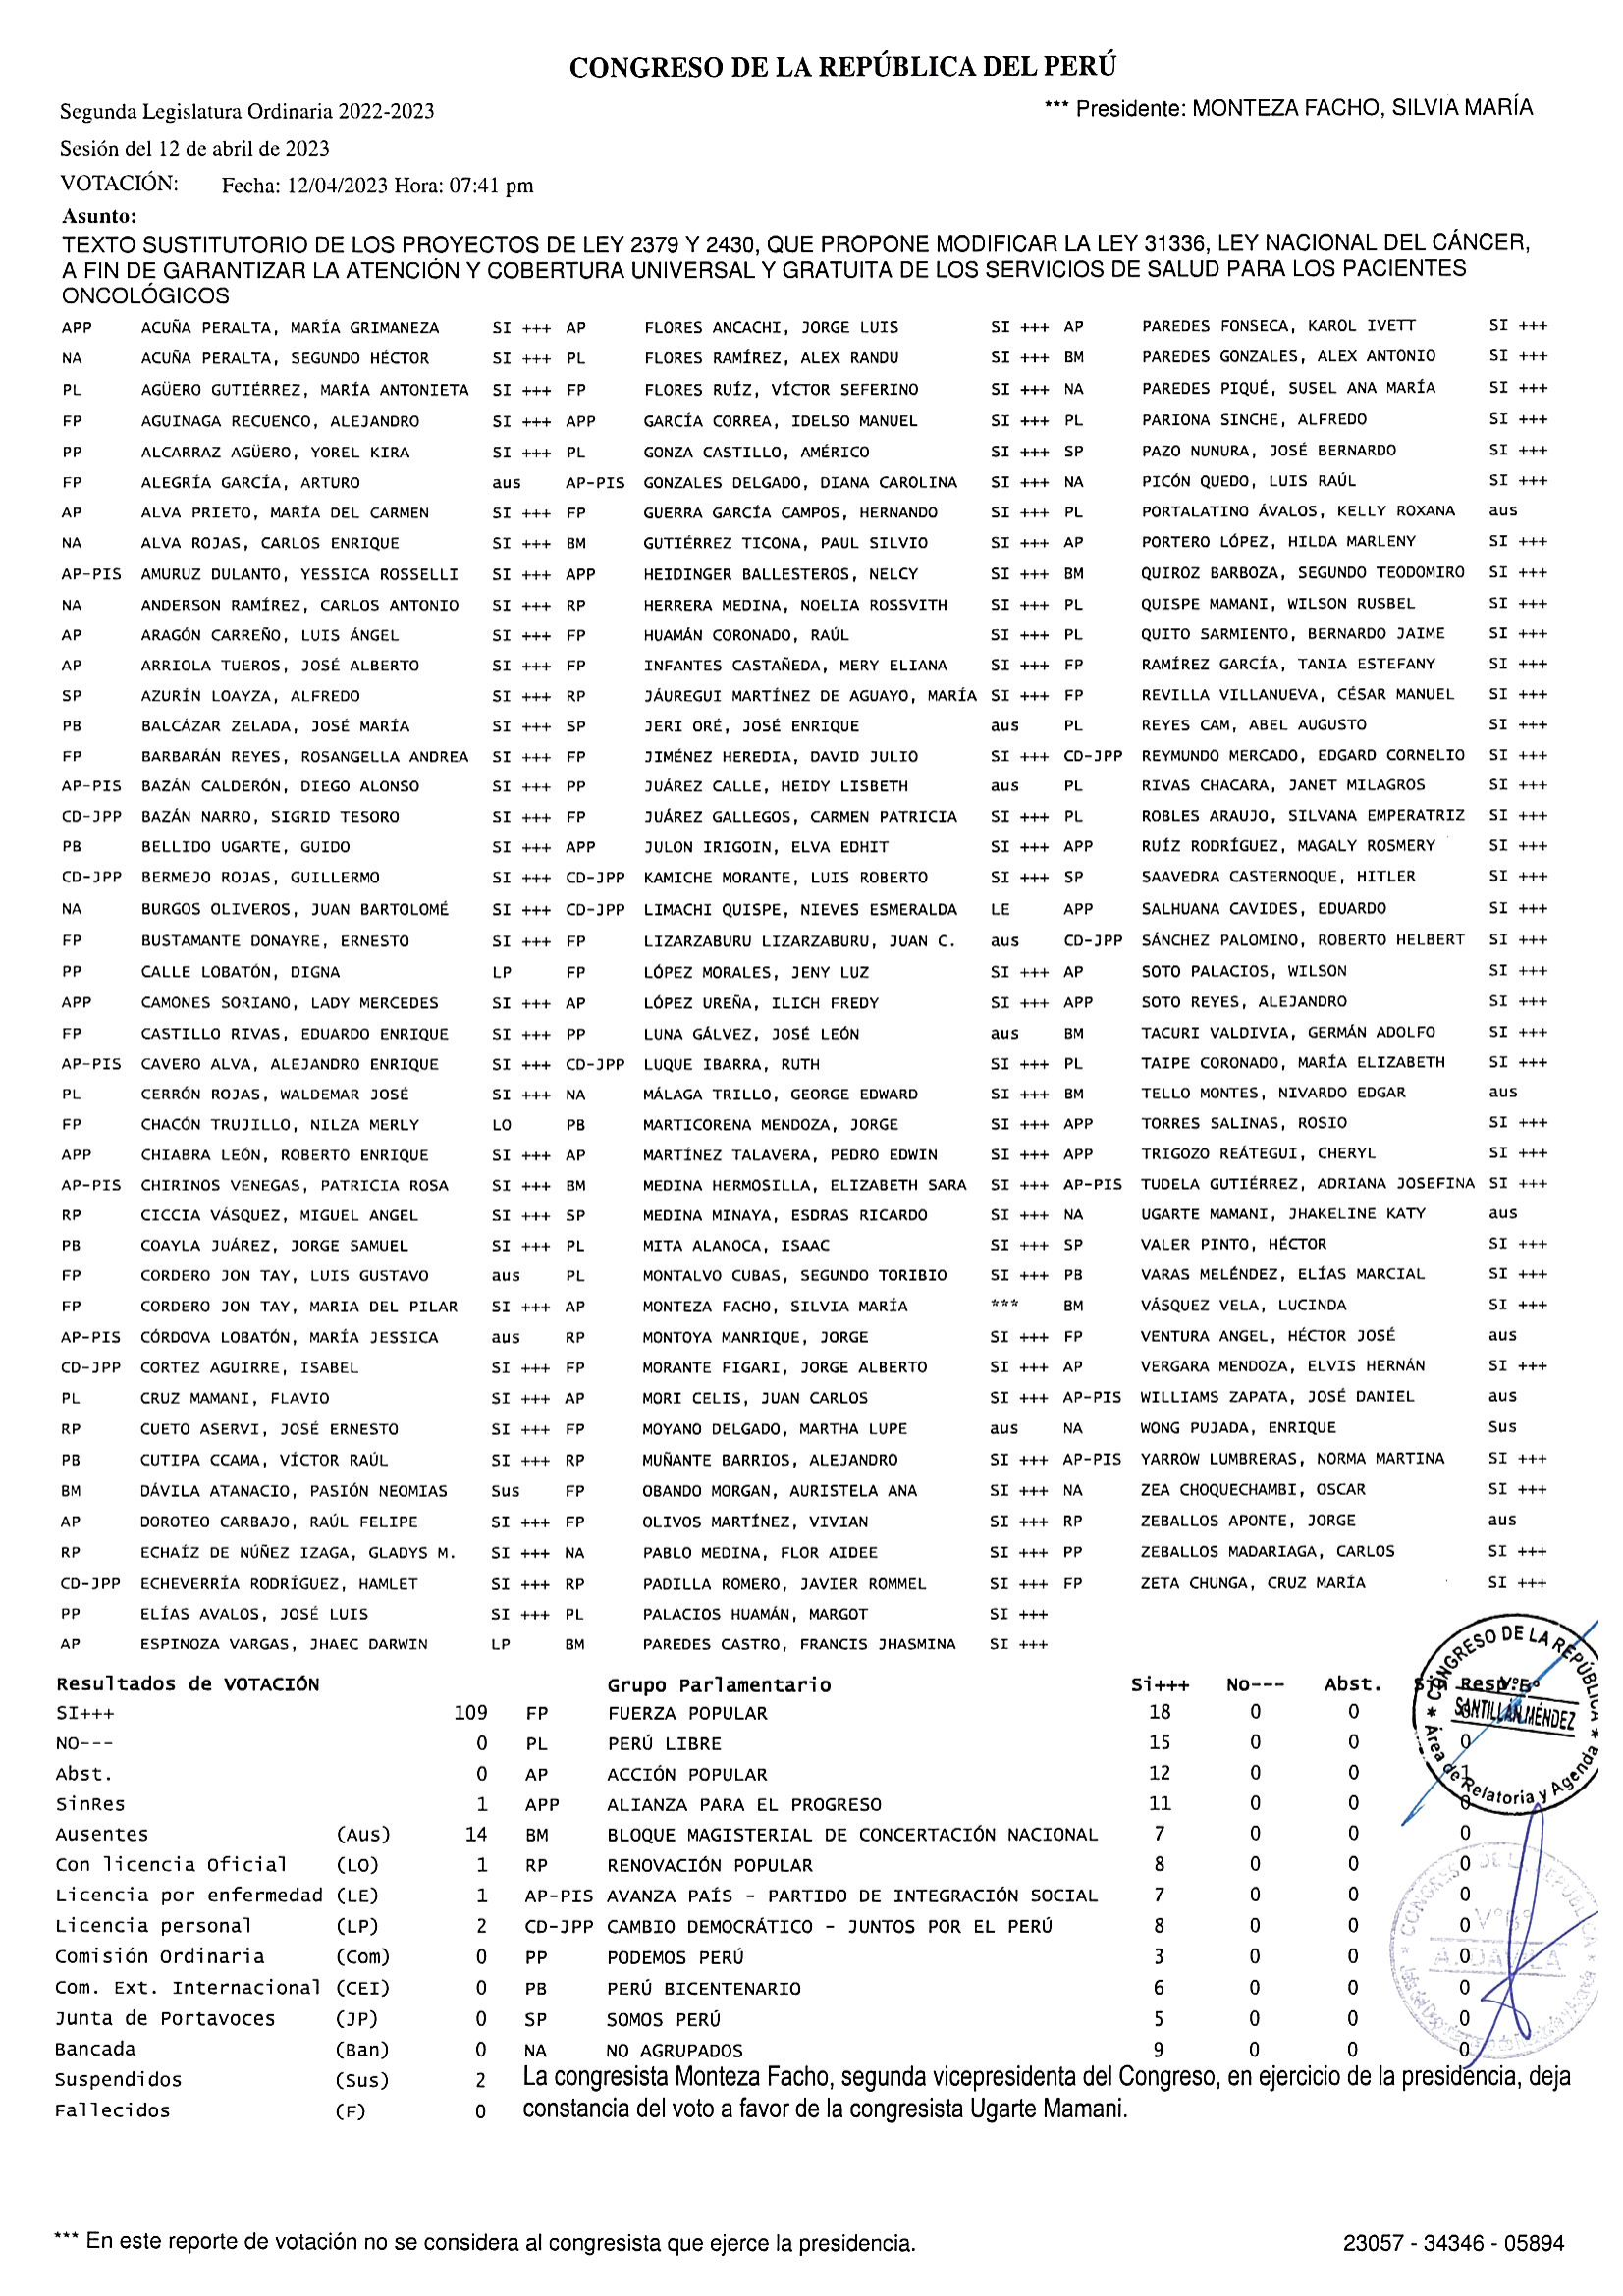 CONGRESO DE LA REPÚBLICA DEL PERÚ
Segunda Legislatura Ordinaria 2022-2023 *** Presidente: MONTEZA FACHO, SILVIA MARÍA
Sesión del 12 de abril de 2023
VOTACIÓN: Fecha: 12/04/2023 Hora: 07:41 pm
Asunto:
TEXTO SUSTITUTORIO DE LOS PROYECTOS DE LEY 2379 Y 2430, QUE PROPONE MODIFICAR LA LEY 31336, LEY NACIONAL DEL CÁNCER,
A FIN DE GARANTIZAR LA ATENCIÓN Y COBERTURA UNIVERSAL Y GRATUITA DE LOS SERVICIOS DE SALUD PARA LOS PACIENTES
ONCOLÓGICOS
APP ACUÑA PERALTA, MARÍA GRIMANEZA SI +++ AP FLORES ANCACHI, JORGE LUIS SI +++ AP PAREDES FONSECA, KAROL IVETT SI +++
NA ACUÑA PERALTA, SEGUNDO HÉCTOR SI +++ PL FLORES RAMÍREZ, ALEX RANDU SI +++ BM PAREDES GONZALES, ALEX ANTONIO SI +++
PL AGÜERO GUTIÉRREZ, MARÍA ANTONIETA SI +++ FP FLORES RUÍZ, VÍCTOR SEFERINO SI +++ NA PAREDES PIQUÉ, SUSEL ANA MARÍA SI +++
FP AGUINAGA RECUENCO, ALEJANDRO SI +++ APP GARCÍA CORREA, IDELSO MANUEL SI +++ PL PARIONA SINCHE, ALFREDO SI +++
PP ALCARRAZ AGÜERO, YOREL KIRA SI +++ PL GONZA CASTILLO, AMÉRICO SI +++ SP PAZO NUNURA, JOSÉ BERNARDO SI +++
FP ALEGRÍA GARCÍA, ARTURO aus AP-PIS GONZALES DELGADO, DIANA CAROLINA SI +++ NA PICÓN QUEDO, LUIS RAÚL SI +++
AP ALVA PRIETO, MARÍA DEL CARMEN SI +++ FP GUERRA GARCÍA CAMPOS, HERNANDO SI +++ PL PORTALATINO ÁVALOS, KELLY ROXANA aus
NA ALVA ROJAS, CARLOS ENRIQUE SI +++ BM GUTIÉRREZ TICONA, PAUL SILVIO SI +++ AP PORTERO LÓPEZ, HILDA MARLENY SI +++
AP-PIS AMURUZ DULANTO, YESSICA ROSSELLI SI +++ APP HEIDINGER BALLESTEROS, NELCY SI +++ BM QUIROZ BARBOZA, SEGUNDO TEODOMIRO SI +++
NA ANDERSON RAMÍREZ, CARLOS ANTONIO SI +++ RP HERRERA MEDINA, NOELIA ROSSVITH SI +++ PL QUISPE MAMANI, WILSON RUSBEL SI +++
AP ARAGÓN CARREÑO, LUIS ÁNGEL SI +++ FP HUAMÁN CORONADO, RAÚL SI +++ PL QUITO SARMIENTO, BERNARDO JAIME SI +++
AP ARRIOLA TUEROS, JOSÉ ALBERTO SI +++ FP INFANTES CASTAÑEDA, MERY ELIANA SI +++ FP RAMÍREZ GARCÍA, TANIA ESTEFANY SI +++
SP AZURÍN LOAYZA, ALFREDO SI +++ RP JÁUREGUI MARTÍNEZ DE AGUAYO, MARÍA SI +++ FP REVILLA VILLANUEVA, CÉSAR MANUEL SI +++
PB BALCÁZAR ZELADA, JOSÉ MARÍA SI +++ SP JERI ORÉ, JOSÉ ENRIQUE aus PL REYES CAM, ABEL AUGUSTO SI +++
FP BARBARÁN REYES, ROSANGELLA ANDREA SI +++ FP JIMÉNEZ HEREDIA, DAVID JULIO SI +++ CD-JPP REYMUNDO MERCADO, EDGARD CORNELIO SI +++
AP-PIS BAZÁN CALDERÓN, DIEGO ALONSO SI +++ PP JUÁREZ CALLE, HEIDY LISBETH aus PL RIVAS CHACARA, JANET MILAGROS SI +++
CD-JPP BAZÁN NARRO, SIGRID TESORO SI +++ FP JUÁREZ GALLEGOS, CARMEN PATRICIA SI +++ PL ROBLES ARAUJO, SILVANA EMPERATRIZ SI +++
PB BELLIDO UGARTE, GUIDO SI +++ APP JULON IRIGOIN, ELVA EDHIT SI +++ APP RUÍZ RODRÍGUEZ, MAGALY ROSMERY SI +++
CD-JPP BERMEJO ROJAS, GUILLERMO SI +++ CD-JPP KAMICHE MORANTE, LUIS ROBERTO SI +++ SP SAAVEDRA CASTERNOQUE, HITLER SI +++
NA BURGOS OLIVEROS, JUAN BARTOLOMÉ SI +++ CD-JPP LIMACHI QUISPE, NIEVES ESMERALDA LE APP SALHUANA CAVIDES, EDUARDO SI +++
FP BUSTAMANTE DONAYRE, ERNESTO SI +++ FP LIZARZABURU LIZARZABURU, JUAN C. aus CD-JPP SÁNCHEZ PALOMINO, ROBERTO HELBERT SI +++
PP CALLE LOBATÓN, DIGNA LP FP LÓPEZ MORALES, JENY LUZ SI +++ AP SOTO PALACIOS, WILSON SI +++
APP CAMONES SORIANO, LADY MERCEDES SI +++ AP LÓPEZ UREÑA, ILICH FREDY SI +++ APP SOTO REYES, ALEJANDRO SI +++
FP CASTILLO RIVAS, EDUARDO ENRIQUE SI +++ PP LUNA GÁLVEZ, JOSÉ LEÓN aus BM TACURI VALDIVIA, GERMÁN ADOLFO SI +++
AP-PIS CAVERO ALVA, ALEJANDRO ENRIQUE SI +++ CD-JPP LUQUE IBARRA, RUTH SI +++ PL TAIPE CORONADO, MARÍA ELIZABETH SI +++
PL CERRÓN ROJAS, WALDEMAR JOSÉ SI +++ NA MÁLAGA TRILLO, GEORGE EDWARD SI +++ BM TELLO MONTES, NIVARDO EDGAR aus
FP CHACÓN TRUJILLO, NILZA MERLY LO PB MARTICORENA MENDOZA, JORGE SI +++ APP TORRES SALINAS, ROSIO SI +++
APP CHIABRA LEÓN, ROBERTO ENRIQUE SI +++ AP MARTÍNEZ TALAVERA, PEDRO EDWIN SI +++ APP TRIGOZO REÁTEGUI, CHERYL SI +++
AP-PIS CHIRINOS VENEGAS, PATRICIA ROSA SI +++ BM MEDINA HERMOSILLA, ELIZABETH SARA SI +++ AP-PIS TUDELA GUTIÉRREZ, ADRIANA JOSEFINA SI +++
RP CICCIA VÁSQUEZ, MIGUEL ANGEL SI +++ SP MEDINA MINAYA, ESDRAS RICARDO SI +++ NA UGARTE MAMANI, JHAKELINE KATY aus
PB COAYLA JUÁREZ, JORGE SAMUEL SI +++ PL MITA ALANOCA, ISAAC SI +++ SP VALER PINTO, HÉCTOR SI +++
FP CORDERO JON TAY, LUIS GUSTAVO aus PL MONTALVO CUBAS, SEGUNDO TORIBIO SI +++ PB VARAS MELÉNDEZ, ELÍAS MARCIAL SI +++
FP CORDERO JON TAY, MARIA DEL PILAR SI +++ AP MONTEZA FACHO, SILVIA MARÍA *** BM VÁSQUEZ VELA, LUCINDA SI +++
AP-PIS CÓRDOVA LOBATÓN, MARÍA JESSICA aus RP MONTOYA MANRIQUE, JORGE SI +++ FP VENTURA ANGEL, HÉCTOR JOSÉ aus
CD-JPP CORTEZ AGUIRRE, ISABEL SI +++ FP MORANTE FIGARI, JORGE ALBERTO SI +++ AP VERGARA MENDOZA, ELVIS HERNÁN SI +++
PL CRUZ MAMANI, FLAVIO SI +++ AP MORI CELIS, JUAN CARLOS SI +++ AP-PIS WILLIAMS ZAPATA, JOSÉ DANIEL aus
RP CUETO ASERVI, JOSÉ ERNESTO SI +++ FP MOYANO DELGADO, MARTHA LUPE aus NA WONG PUJADA, ENRIQUE Sus
PB CUTIPA CCAMA, VÍCTOR RAÚL SI +++ RP MUÑANTE BARRIOS, ALEJANDRO SI +++ AP-PIS YARROW LUMBRERAS, NORMA MARTINA SI +++
BM DÁVILA ATANACIO, PASIÓN NEOMIAS Sus FP OBANDO MORGAN, AURISTELA ANA SI +++ NA ZEA CHOQUECHAMBI, OSCAR SI +++
AP DOROTEO CARBAJO, RAÚL FELIPE SI +++ FP OLIVOS MARTÍNEZ, VIVIAN SI +++ RP ZEBALLOS APONTE, JORGE aus
RP ECHAÍZ DE NÚÑEZ IZAGA, GLADYS M. SI +++ NA PABLO MEDINA, FLOR AIDEE SI +++ PP ZEBALLOS MADARIAGA, CARLOS SI +++
CD-JPP ECHEVERRÍA RODRÍGUEZ, HAMLET SI +++ RP PADILLA ROMERO, JAVIER ROMMEL SI +++ FP ZETA CHUNGA, CRUZ MARÍA SI +++
PP ELÍAS AVALOS, JOSÉ LUIS SI +++ PL PALACIOS HUAMÁN, MARGOT SI +++
AP ESPINOZA VARGAS, JHAEC DARWIN LP BM PAREDES CASTRO, FRANCIS JHASMINA SI +++
Resultados de VOTACIÓN Grupo Parlamentario Si+++ No--- Abst.
SI+++ 109 FP FUERZA POPULAR 18 0 0
NO--- 0 PL PERÚ LIBRE 15 0 0 0
Abst. 0 AP ACCIÓN POPULAR 12 0 0 1
SinRes 1 APP ALIANZA PARA EL PROGRESO 11 0 0 0
Ausentes (Aus) 14 BM BLOQUE MAGISTERIAL DE CONCERTACIÓN NACIONAL 7 0 0 0
Con licencia Oficial (LO) 1 RP RENOVACIÓN POPULAR 8 0 0 0
Licencia por enfermedad (LE) 1 AP-PIS AVANZA PAÍS - PARTIDO DE INTEGRACIÓN SOCIAL 7 0 0 0
Licencia personal (LP) 2 CD-JPP CAMBIO DEMOCRÁTICO - JUNTOS POR EL PERÚ 8 0 0 0
Comisión Ordinaria (Com) 0 PP PODEMOS PERÚ 3 0 0 0
Com. Ext. Internacional (CEI) 0 PB PERÚ BICENTENARIO 6 0 0 0
Junta de Portavoces (JP) 0 SP SOMOS PERÚ 5 0 0 0
Bancada (Ban) 0 NA NO AGRUPADOS 9 0 0 0
Suspendidos (Sus) 2 La congresista Monteza Facho, segunda vicepresidenta del Congreso, en ejercicio de la presidencia, deja
Fallecidos (F) 0 constancia del voto a favor de la congresista Ugarte Mamani.
CONGRESO DE LA REPÚBLICA
V°B°
SANTILLÁN MÉNDEZ
Área de Relatoría y Agenda
V°B°
A. DAVILA
*** En este reporte de votación no se considera al congresista que ejerce la presidencia. 23057 - 34346 - 05894